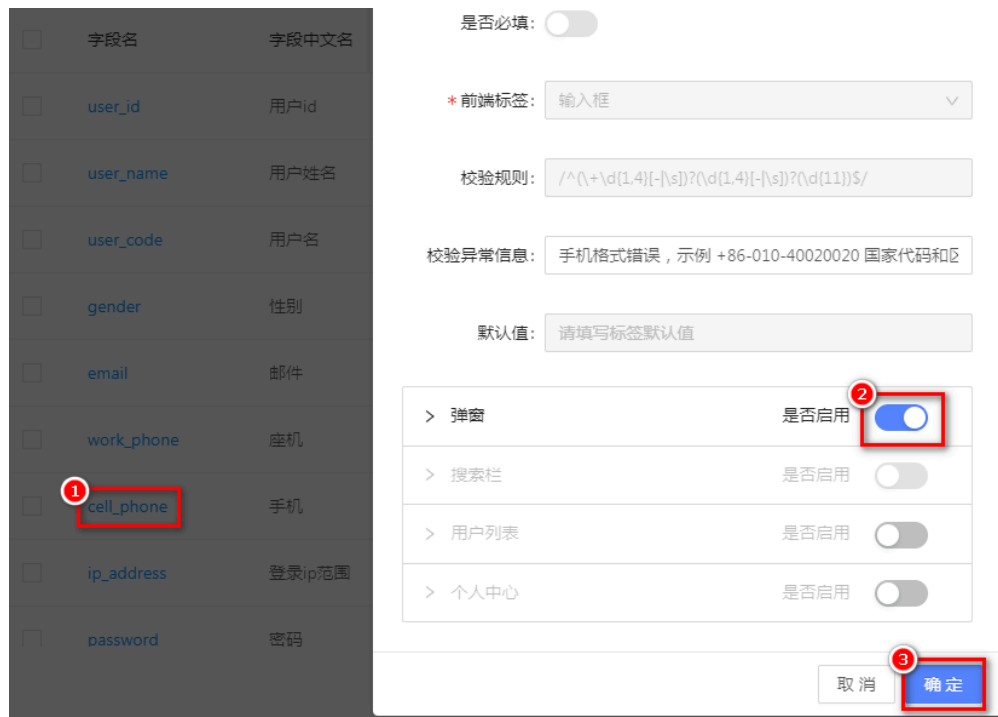 字段名 字段中文名
user_id 用户id
user_name 用户姓名
user_code 用户名
gender 性别
email 邮件
work_phone 座机
1
cell_phone 手机
ip_address 登录ip范围
password 密码
是否必填:
*前端标签: 输入框
校验规则: /^(\+\d{1,4}[-|\s])?(\d{1,4}[-|\s])?(\d{11})$/
校验异常信息: 手机格式错误，示例 +86-010-40020020 国家代码和
默认值: 请填写标签默认值
2
> 弹窗 是否启用
> 搜索栏 是否启用
> 用户列表 是否启用
> 个人中心 是否启用
3
取消 确定